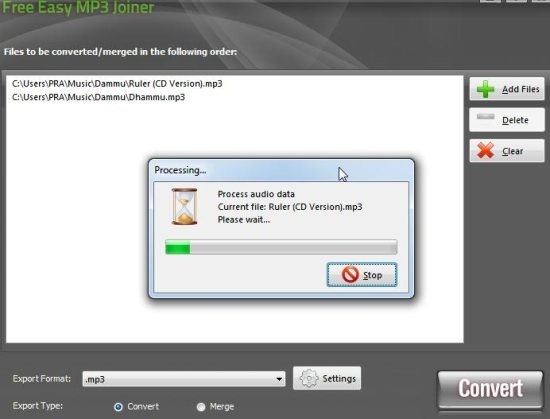 Free Easy MP3 Joiner
Files to be converted/merged in the following order:
C:\Users\PRA\Music\Dammu\Ruler (CD Version).mp3
C:\Users\PRA\Music\Dammu\Dhammu.mp3
Add Files
Delete
Clear
Processing...
Process audio data
Current file: Ruler (CD Version).mp3
Please wait...
Stop
Export Format: .mp3 Settings
Export Type: Convert Merge
Convert